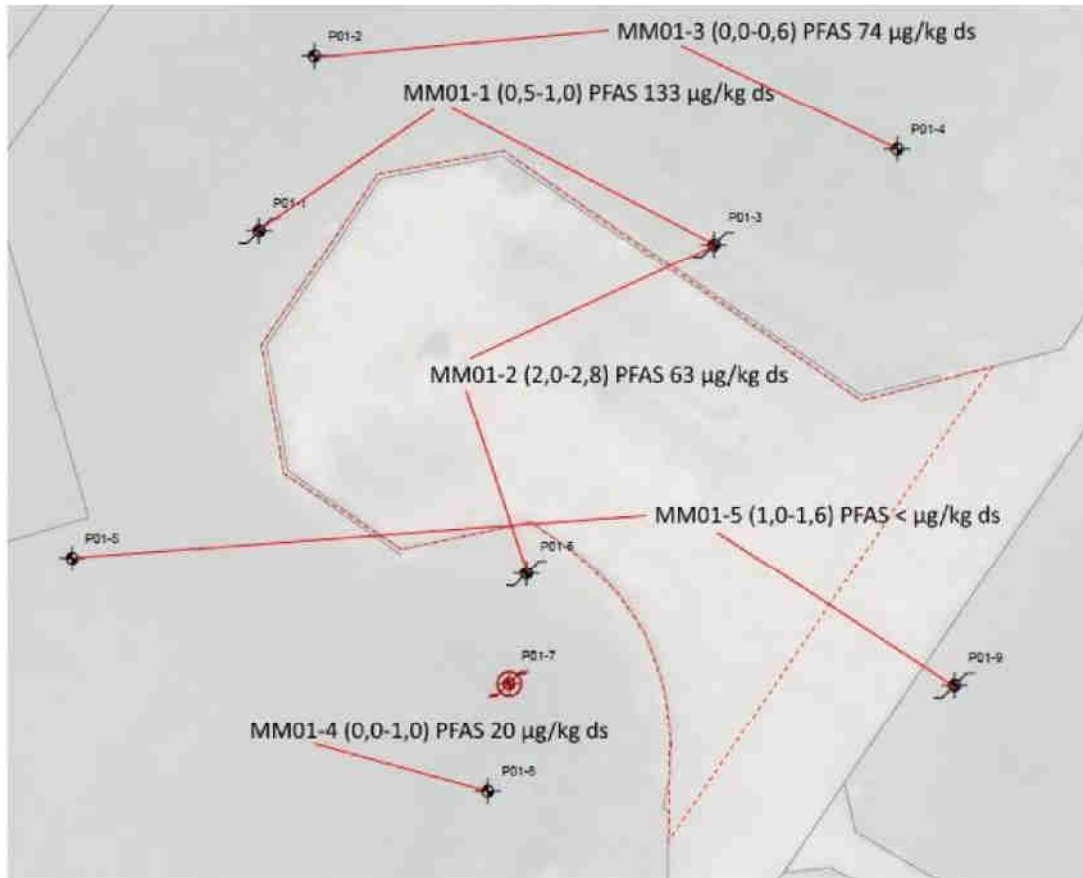 P01-2
MM01-3 (0,0-0,6) PFAS 74 µg/kg ds
MM01-1 (0,5-1,0) PFAS 133 µg/kg ds
P01-4
P01-1
P01-3
MM01-2 (2,0-2,8) PFAS 63 µg/kg ds
MM01-5 (1,0-1,6) PFAS < µg/kg ds
P01-5
P01-6
P01-7
P01-9
MM01-4 (0,0-1,0) PFAS 20 µg/kg ds
P01-8